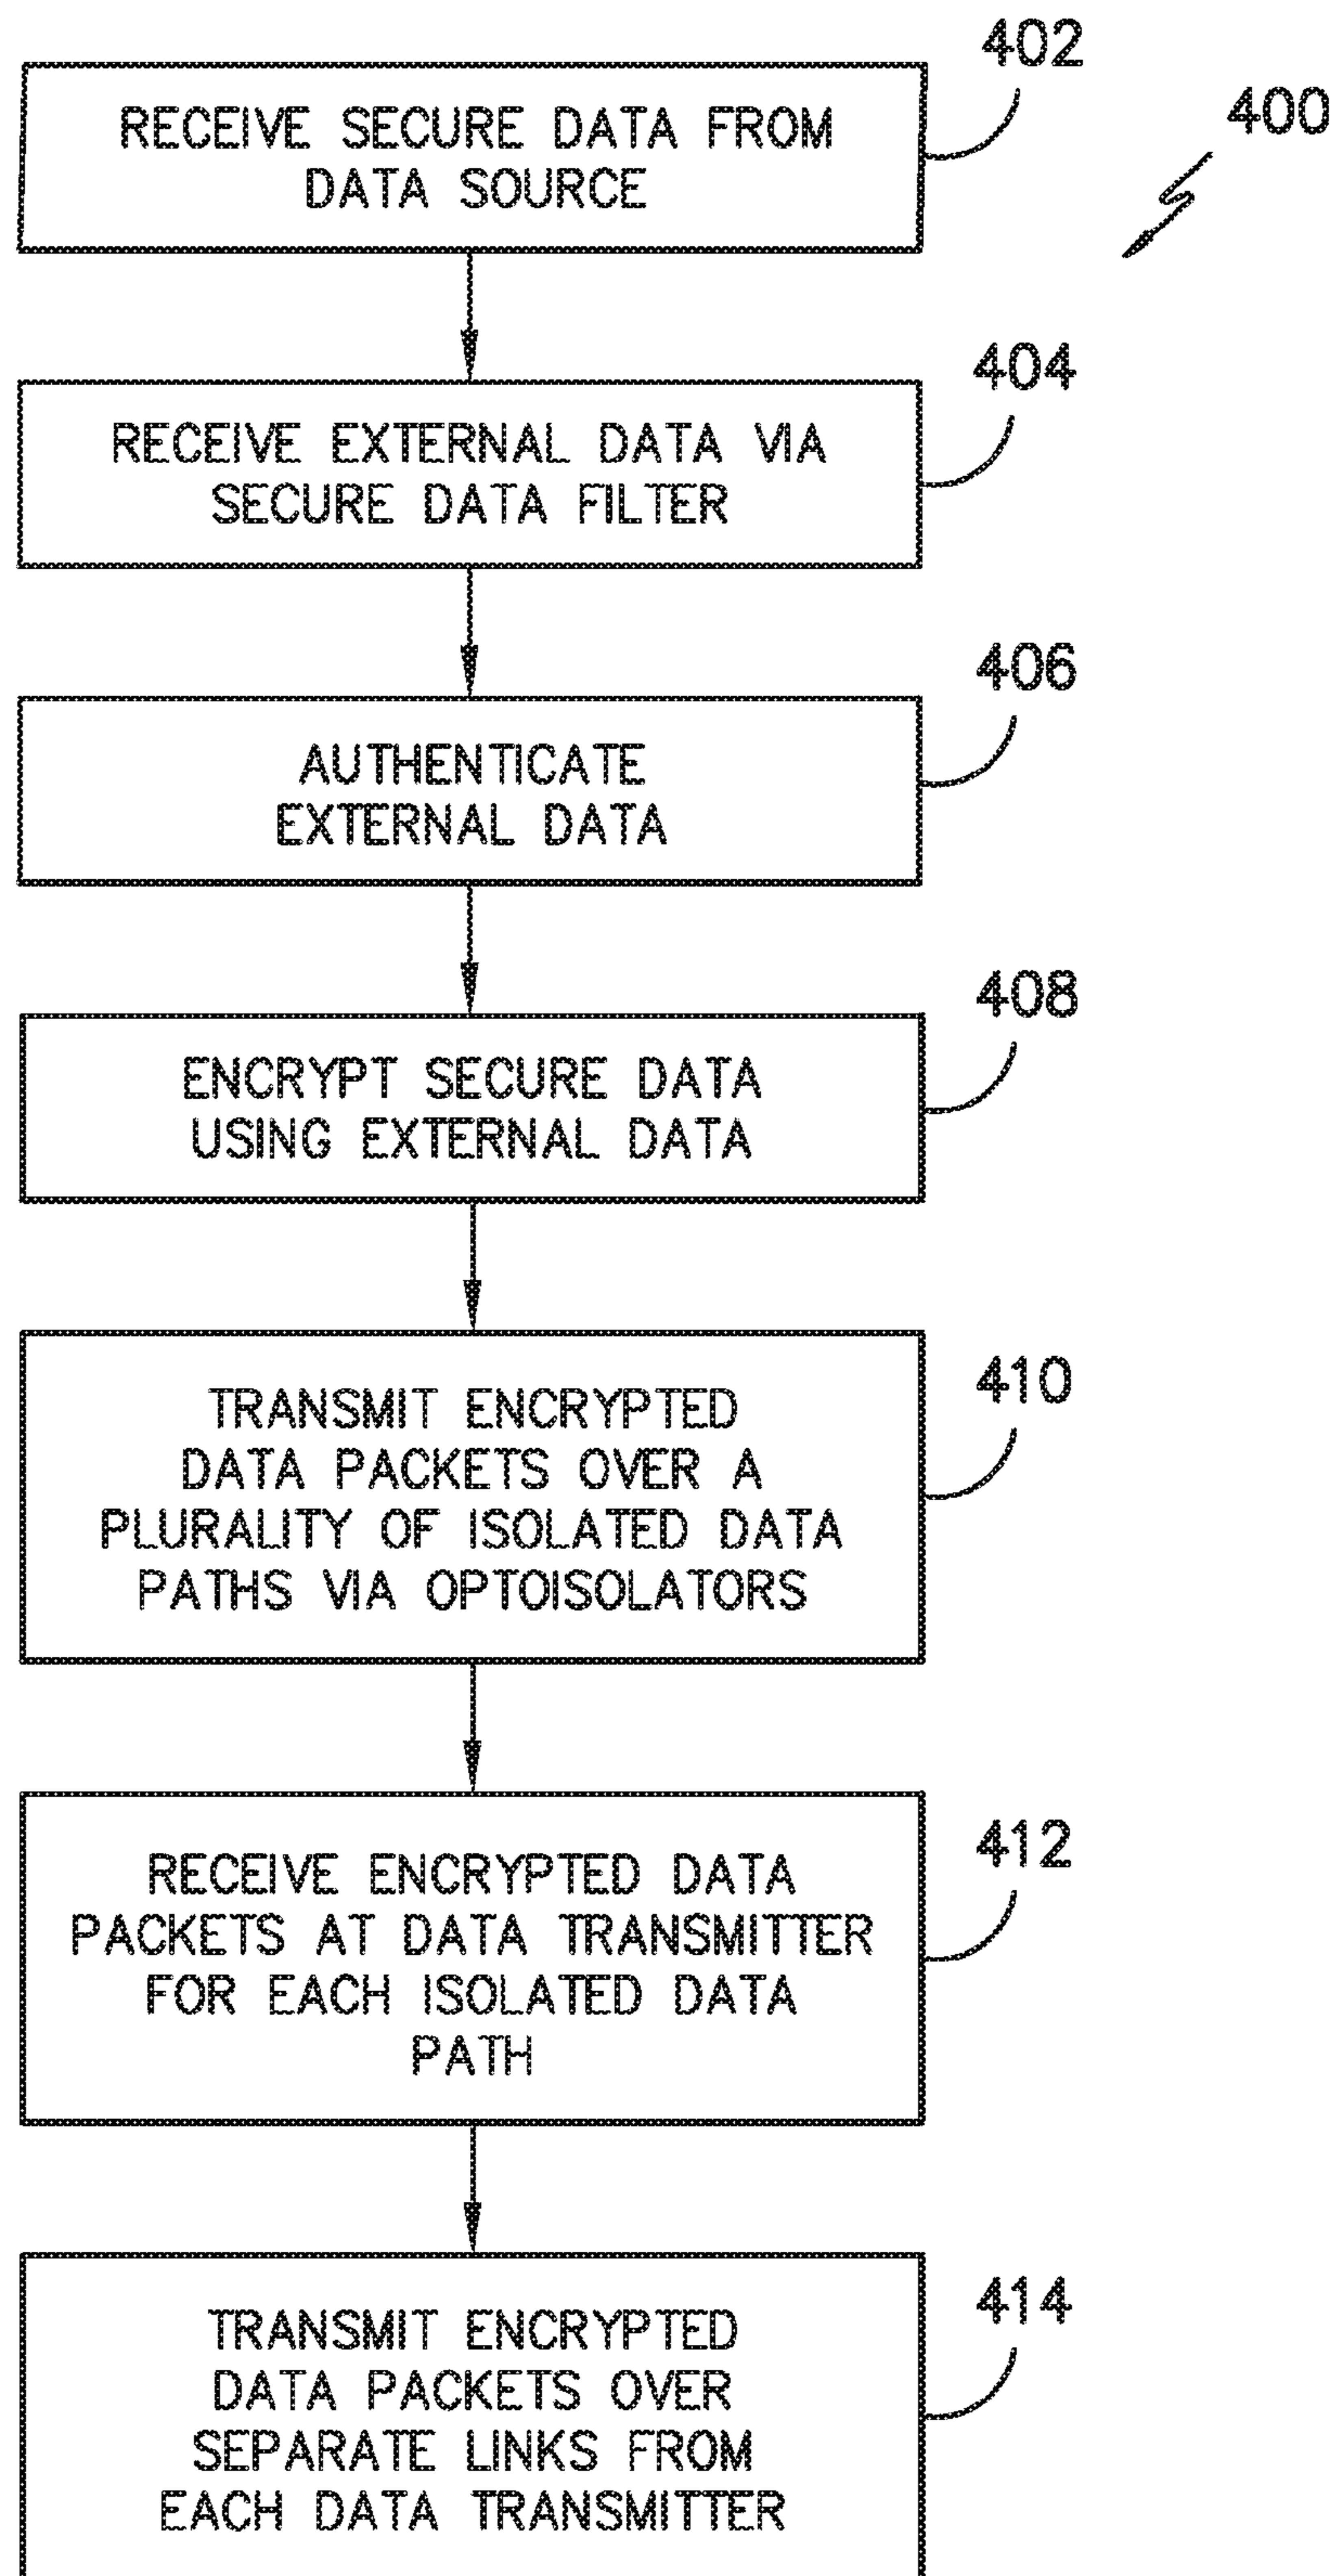 402
400
RECEIVE SECURE DATA FROM
DATA SOURCE
404
RECEIVE EXTERNAL DATA VIA
SECURE DATA FILTER
406
AUTHENTICATE
EXTERNAL DATA
408
ENCRYPT SECURE DATA
USING EXTERNAL DATA
410
TRANSMIT ENCRYPTED
DATA PACKETS OVER A
PLURALITY OF ISOLATED DATA
PATHS VIA OPTOISOLATORS
412
RECEIVE ENCRYPTED DATA
PACKETS AT DATA TRANSMITTER
FOR EACH ISOLATED DATA
PATH
414
TRANSMIT ENCRYPTED
DATA PACKETS OVER
SEPARATE LINKS FROM
EACH DATA TRANSMITTER